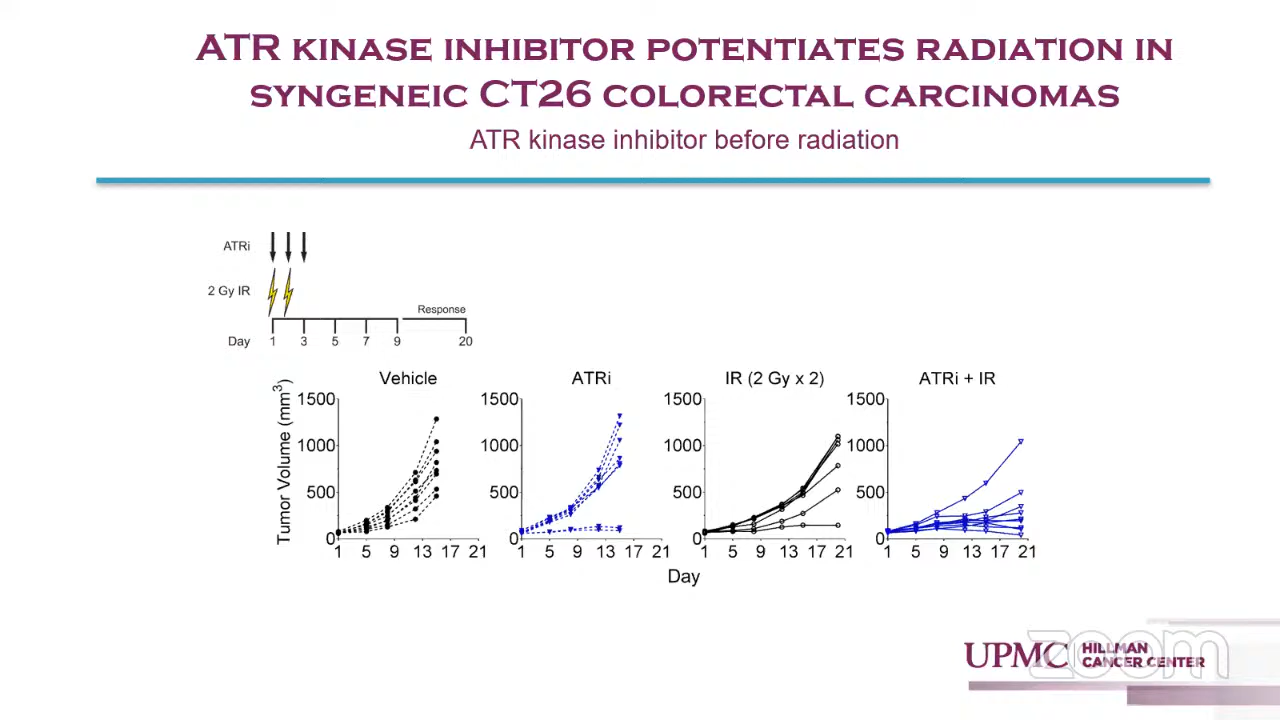 ATR KINASE INHIBITOR POTENTIATES RADIATION IN
SYNGENEIC CT26 COLORECTAL CARCINOMAS
ATR kinase inhibitor before radiation
ATRi
2 Gy IR
Response
Day 1 3 5 7 9 20
Vehicle ATRi IR (2 Gy x 2) ATRi + IR
Tumor Volume (mm³)
1500 1500 1500 1500
1000 1000 1000 1000
500 500 500 500
0 0 0 0
1 5 9 13 17 21 1 5 9 13 17 21 1 5 9 13 17 21 1 5 9 13 17 21
Day
zoom
UPMC HILLMAN
CANCER CENTER